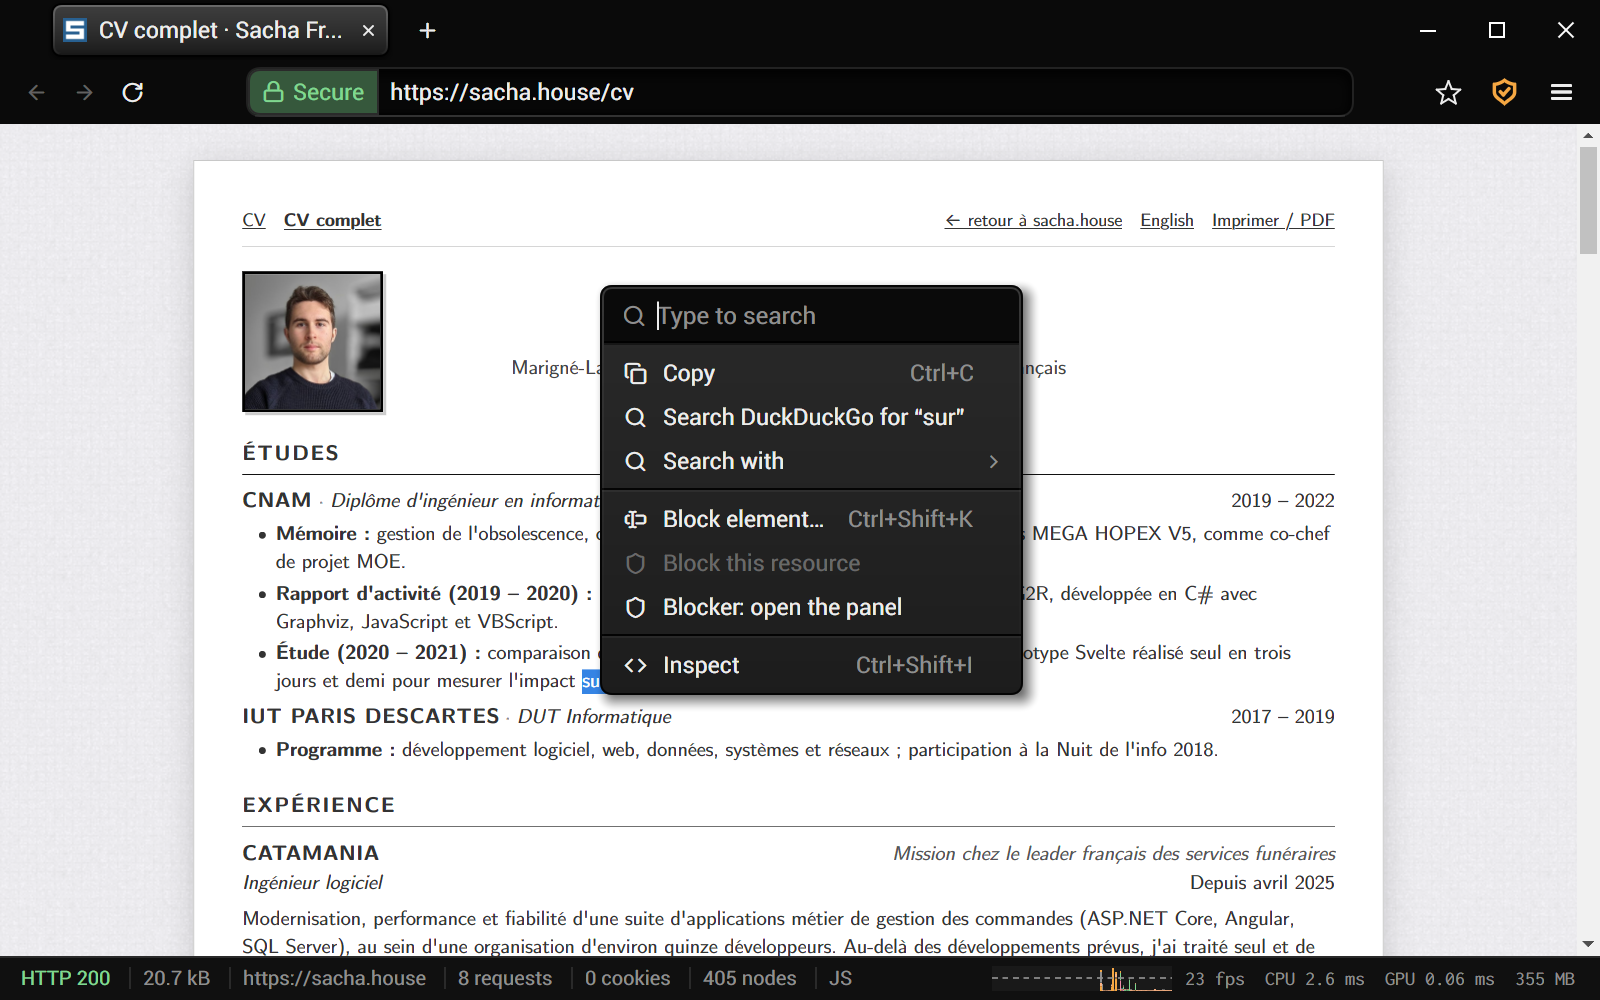 CV complet · Sacha Fr...
Secure
https://sacha.house/cv
CV CV complet
← retour à sacha.house English Imprimer / PDF
Marigné-La
nçais
ÉTUDES
CNAM · Diplôme d'ingénieur en informat
2019 – 2022
• Mémoire : gestion de l'obsolescence,
MEGA HOPEX V5, comme co-chef
de projet MOE.
• Rapport d'activité (2019 – 2020) :
2R, développée en C# avec
Graphviz, JavaScript et VBScript.
• Étude (2020 – 2021) : comparaison
otype Svelte réalisé seul en trois
jours et demi pour mesurer l'impact su
IUT PARIS DESCARTES · DUT Informatique
2017 – 2019
• Programme : développement logiciel, web, données, systèmes et réseaux ; participation à la Nuit de l'info 2018.
EXPÉRIENCE
CATAMANIA
Mission chez le leader français des services funéraires
Ingénieur logiciel
Depuis avril 2025
Modernisation, performance et fiabilité d'une suite d'applications métier de gestion des commandes (ASP.NET Core, Angular,
SQL Server), au sein d'une organisation d'environ quinze développeurs. Au-delà des développements prévus, j'ai traité seul et de
Type to search
Copy Ctrl+C
Search DuckDuckGo for “sur”
Search with
Block element... Ctrl+Shift+K
Block this resource
Blocker: open the panel
Inspect Ctrl+Shift+I
HTTP 200 20.7 kB https://sacha.house 8 requests 0 cookies 405 nodes JS
23 fps CPU 2.6 ms GPU 0.06 ms 355 MB